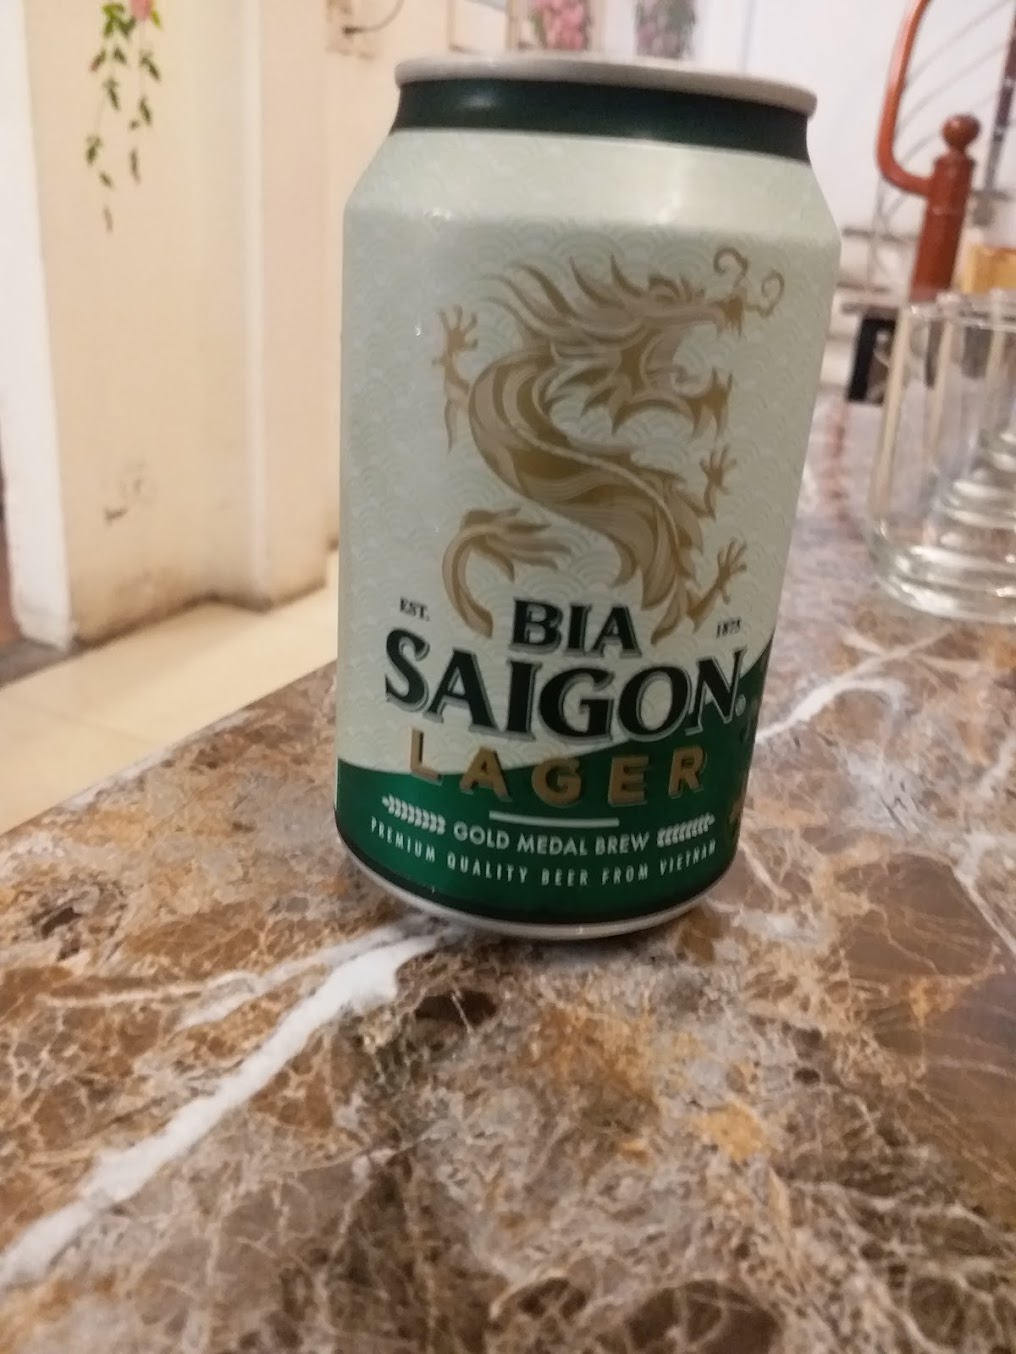 EST. 1875
BIA
SAIGON
LAGER
GOLD MEDAL BREW
PREMIUM QUALITY BEER FROM VIETNAM